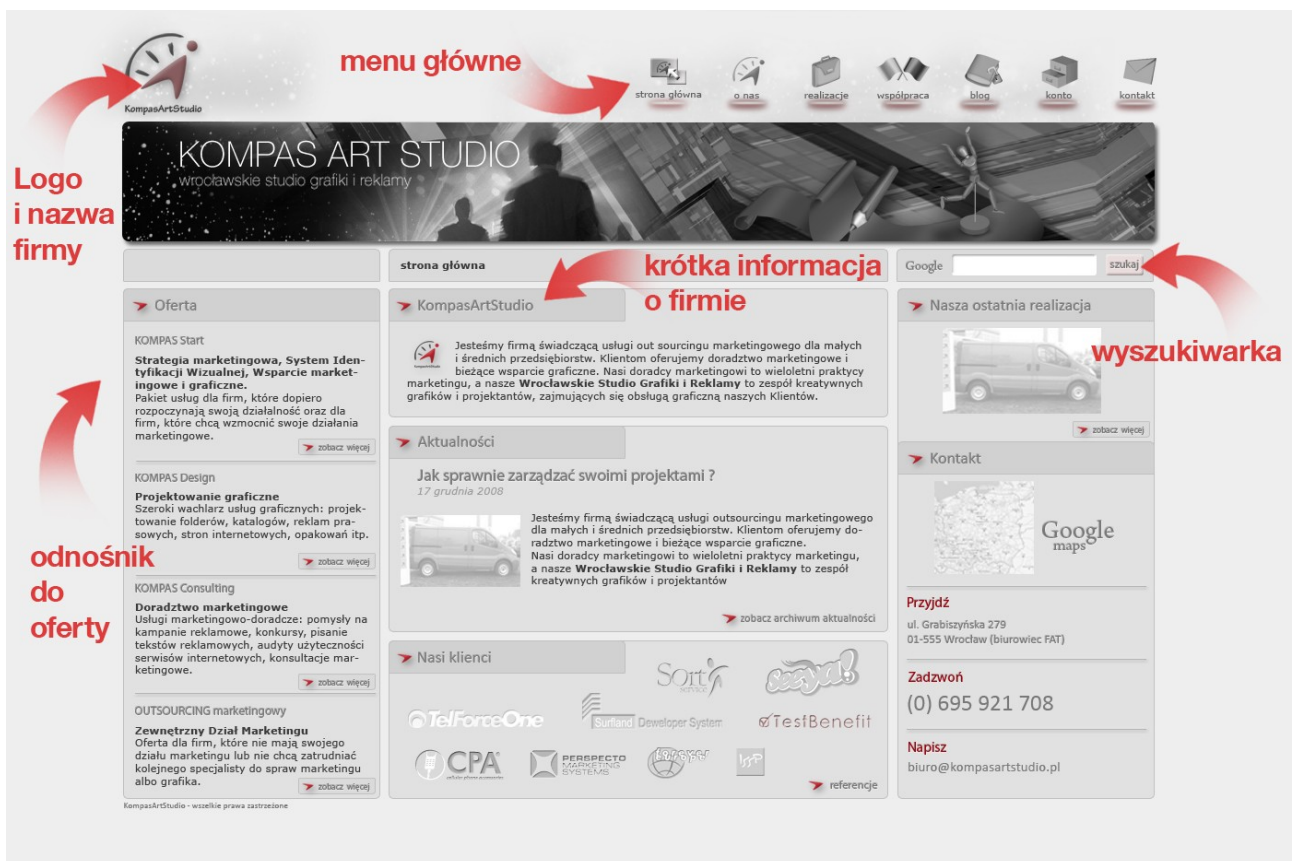 menu główne
KompasArtStudio
strona główna
o nas
realizacje
współpraca
blog
konto
kontakt
Logo
i nazwa
firmy
KOMPAS ART STUDIO
wrocławskie studio grafiki i reklamy
strona główna
krótka informacja
o firmie
Google
szukaj
wyszukiwarka
Oferta
KOMPAS Start
Strategia marketingowa, System Iden-
tyfikacji Wizualnej, Wsparcie market-
ingowe i graficzne.
Pakiet usług dla firm, które dopiero
rozpoczynają swoją działalność oraz dla
firm, które chcą wzmocnić swoje działania
marketingowe.
zobacz więcej
KOMPAS Design
Projektowanie graficzne
Szeroki wachlarz usług graficznych: projek-
towanie folderów, katalogów, reklam pra-
sowych, stron internetowych, opakowań itp.
zobacz więcej
odnośnik
do
oferty
KOMPAS Consulting
Doradztwo marketingowe
Usługi marketingowo-doradcze: pomysły na
kampanie reklamowe, konkursy, pisanie
tekstów reklamowych, audyty użyteczności
serwisów internetowych, konsultacje mar-
ketingowe.
zobacz więcej
OUTSOURCING marketingowy
Zewnętrzny Dział Marketingu
Oferta dla firm, które nie mają swojego
działu marketingu lub nie chcą zatrudniać
kolejnego specjalisty do spraw marketingu
albo grafika.
zobacz więcej
KompasArtStudio - wszelkie prawa zastrzeżone
KompasArtStudio
Jesteśmy firmą świadczącą usługi out sourcingu marketingowego dla małych
i średnich przedsiębiorstw. Klientom oferujemy doradztwo marketingowe i
bieżące wsparcie graficzne. Nasi doradcy marketingowi to wieloletni praktycy
marketingu, a nasze Wrocławskie Studio Grafiki i Reklamy to zespół kreatywnych
grafików i projektantów, zajmujących się obsługą graficzną naszych Klientów.
Aktualności
Jak sprawnie zarządzać swoimi projektami ?
17 grudnia 2008
Jesteśmy firmą świadczącą usługi outsourcingu marketingowego
dla małych i średnich przedsiębiorstw. Klientom oferujemy do-
radztwo marketingowe i bieżące wsparcie graficzne.
Nasi doradcy marketingowi to wieloletni praktycy marketingu,
a nasze Wrocławskie Studio Grafiki i Reklamy to zespół
kreatywnych grafików i projektantów
zobacz archiwum aktualności
Nasi klienci
Sort
service
seeya!
TelForceOne
Surfland Deweloper System
TestBenefit
CPA
PERSPECTO
MARKETING
SYSTEMS
referencje
Nasza ostatnia realizacja
zobacz więcej
Kontakt
Google
maps
Przyjdź
ul. Grabiszyńska 279
01-555 Wrocław (biurowiec FAT)
Zadzwoń
(0) 695 921 708
Napisz
biuro@kompasartstudio.pl